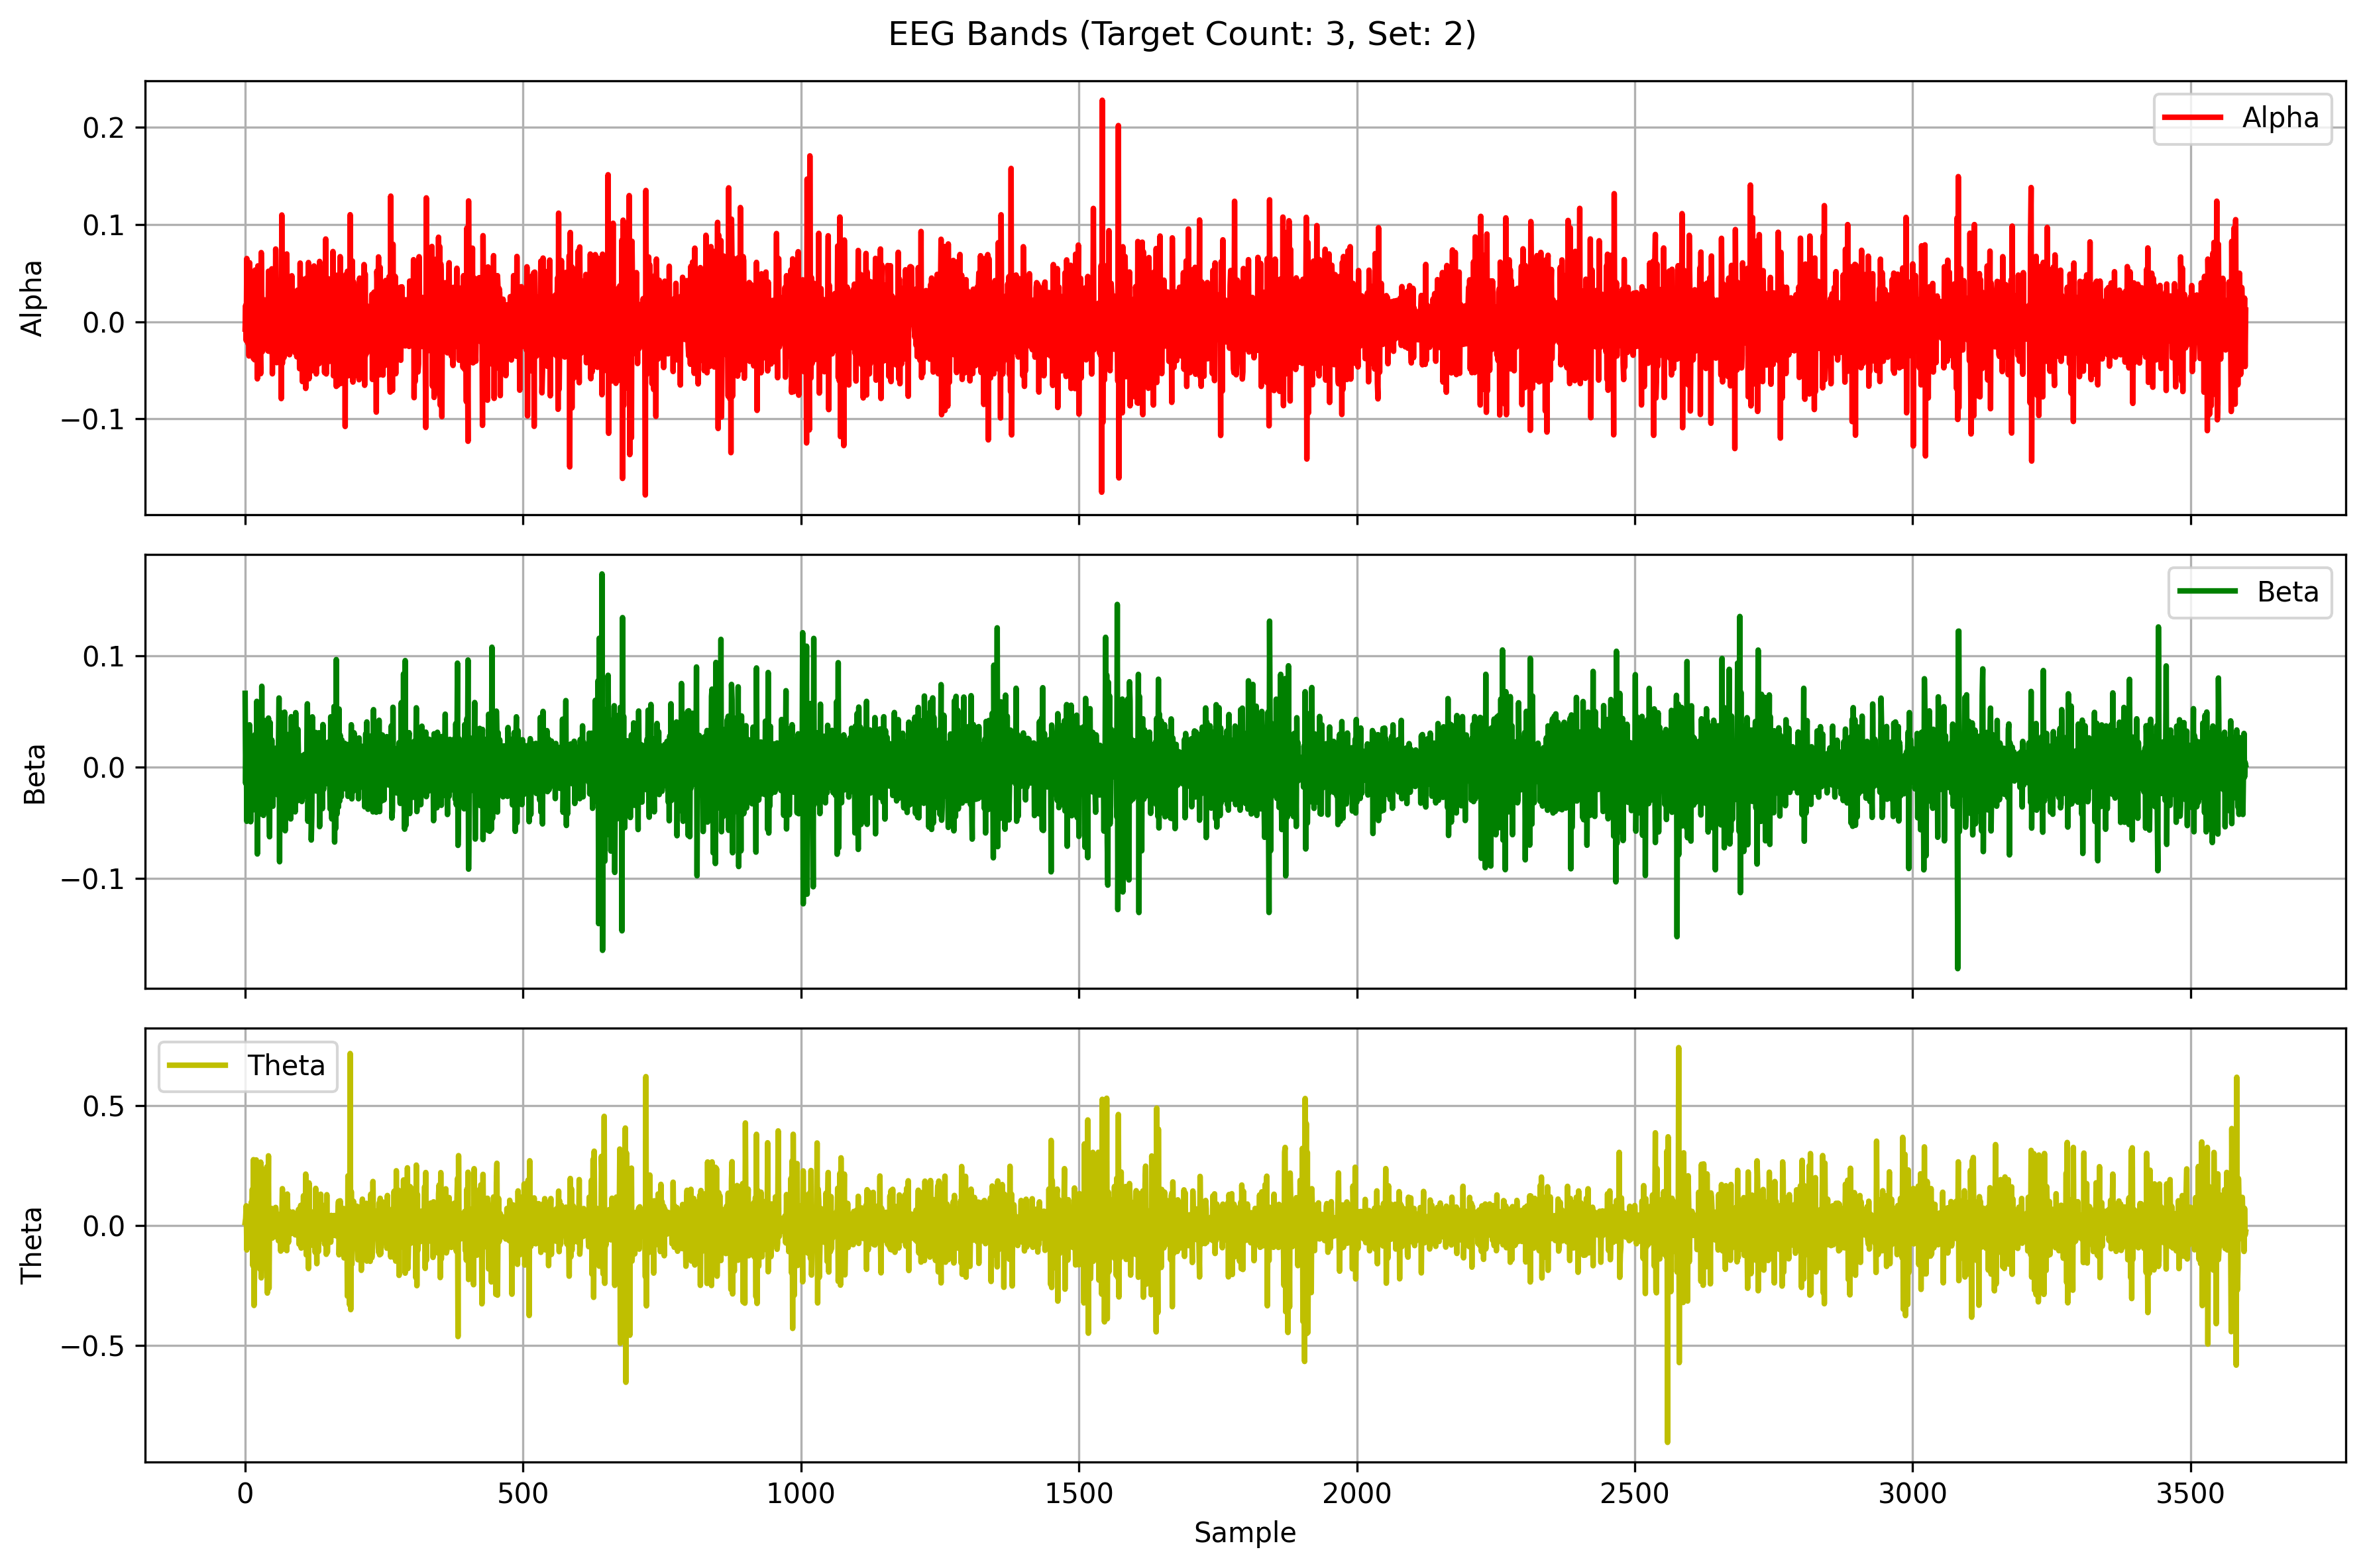 EEG Bands (Target Count: 3, Set: 2)
Alpha
0.2
0.1
0.0
−0.1
Alpha
Beta
0.1
0.0
−0.1
Beta
Theta
0.5
0.0
−0.5
Theta
0 500 1000 1500 2000 2500 3000 3500
Sample